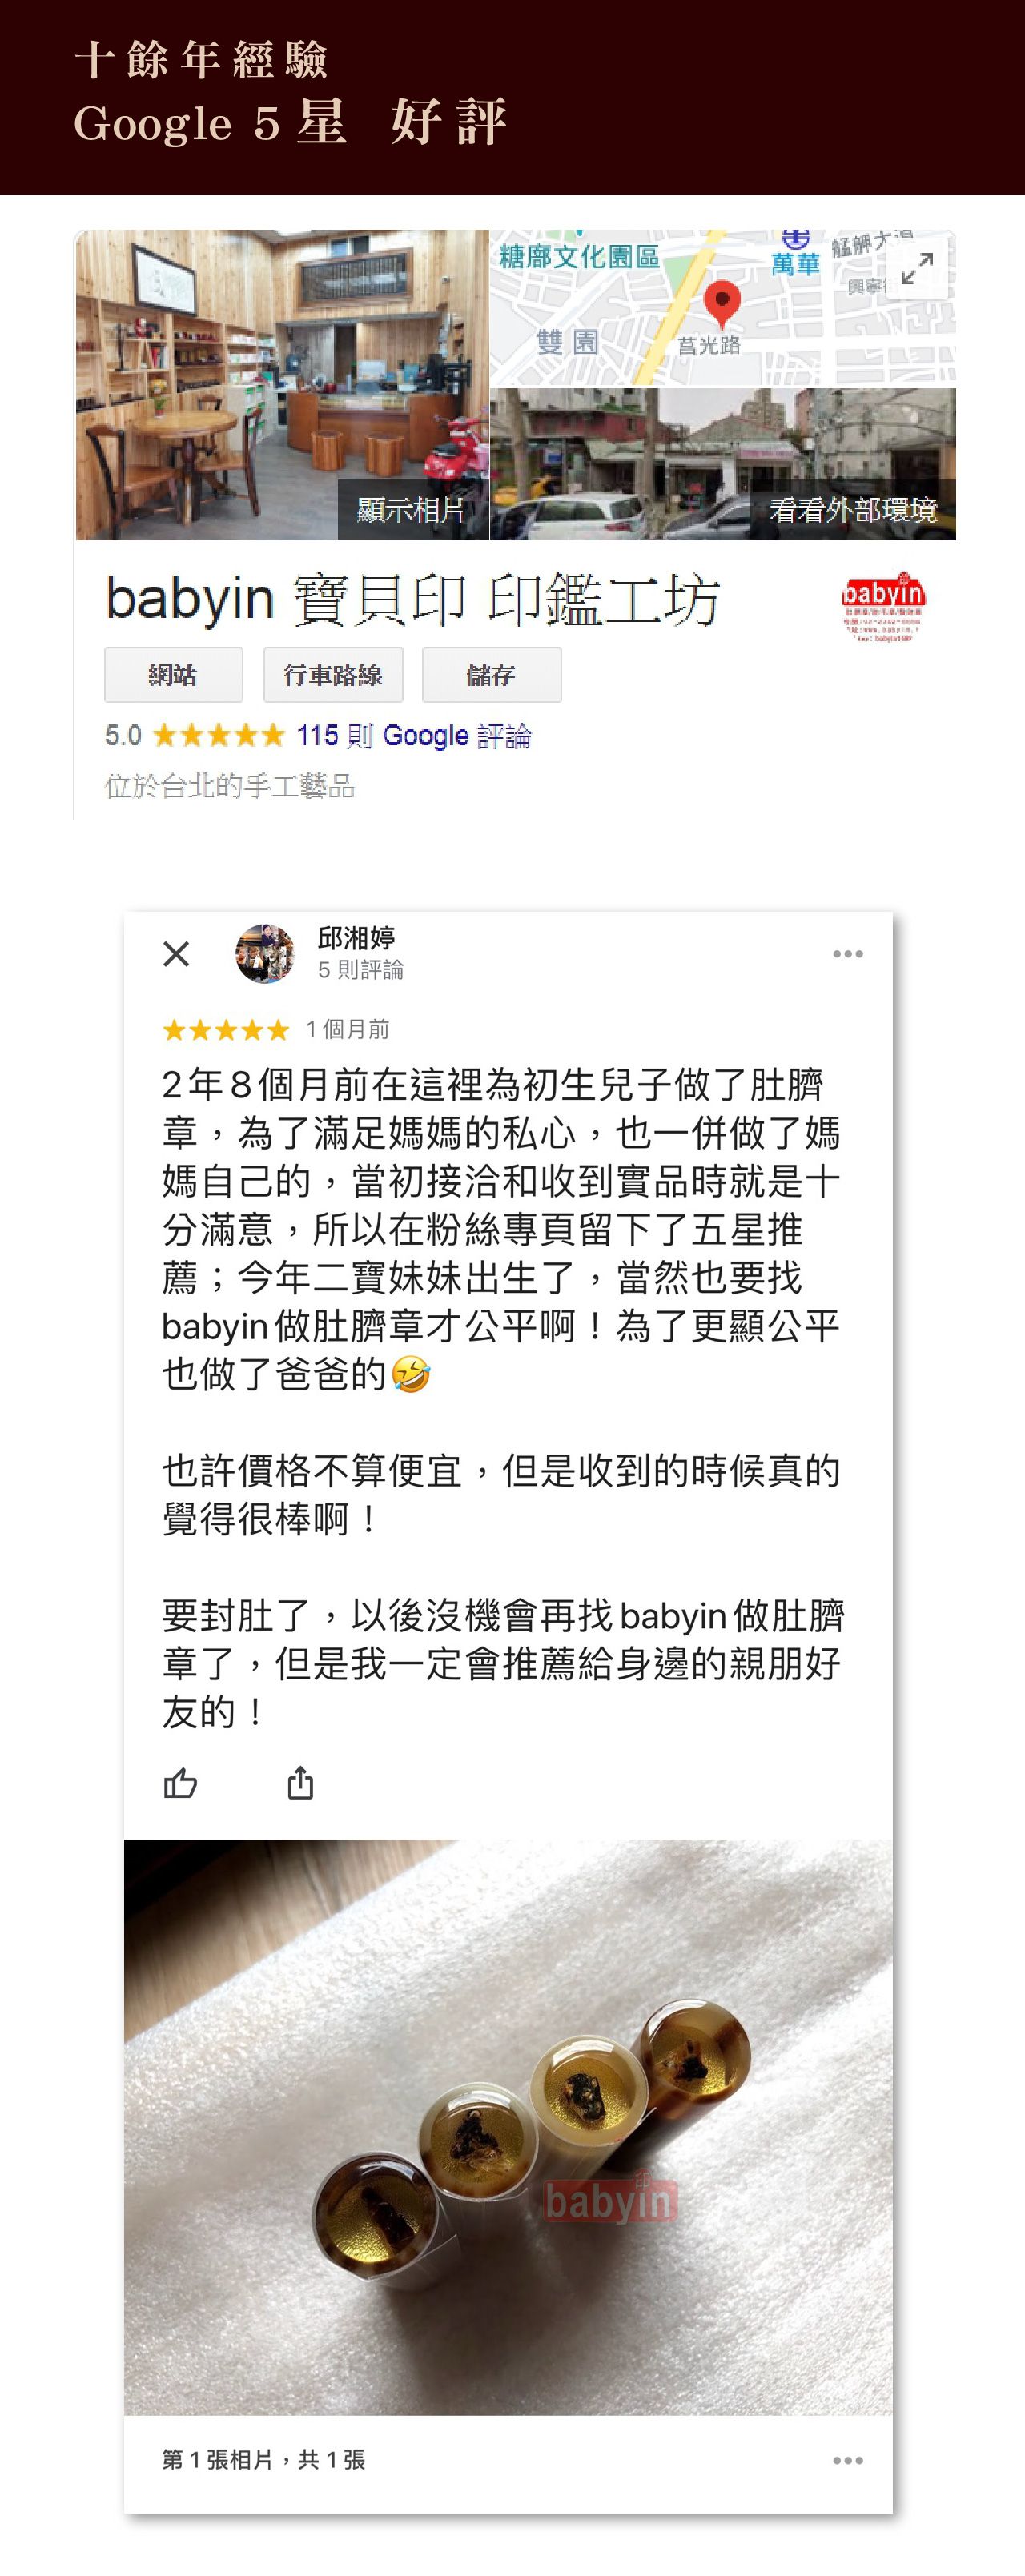 十餘年經驗
Google 5星 好評
糖廍文化園區
萬華
艋舺大道
雙園
莒光路
顯示相片
看看外部環境
babyin 寶貝印 印鑑工坊
babyin
網站
行車路線
儲存
5.0 ★★★★★ 115 則 Google 評論
位於台北的手工藝品
邱湘婷
5 則評論
★★★★★ 1 個月前
2年8個月前在這裡為初生兒子做了肚臍
章，為了滿足媽媽的私心，也一併做了媽
媽自己的，當初接洽和收到實品時就是十
分滿意，所以在粉絲專頁留下了五星推
薦；今年二寶妹妹出生了，當然也要找
babyin做肚臍章才公平啊！為了更顯公平
也做了爸爸的🤣
也許價格不算便宜，但是收到的時候真的
覺得很棒啊！
要封肚了，以後沒機會再找babyin做肚臍
章了，但是我一定會推薦給身邊的親朋好
友的！
babyin
第 1 張相片，共 1 張